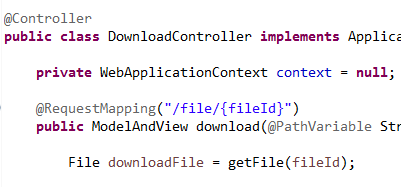 @Controller
public class DownloadController implements Applica
private WebApplicationContext context = null;
@RequestMapping("/file/{fileId}")
public ModelAndView download(@PathVariable Str
File downloadFile = getFile(fileId);